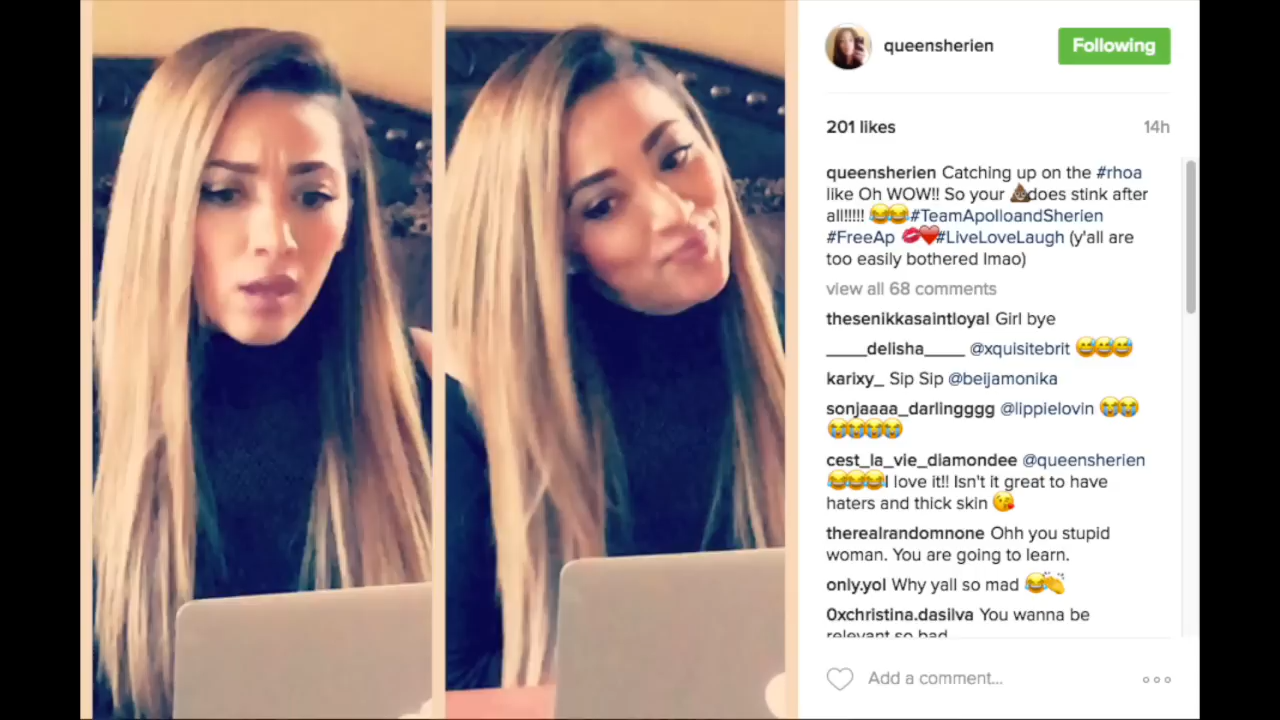 queensherien
Following
201 likes
14h
queensherien Catching up on the #rhoa
like Oh WOW!! So your 💩does stink after
all!!!!! 😂😂#TeamApolloandSherien
#FreeAp 💋❤️#LiveLoveLaugh (y'all are
too easily bothered lmao)
view all 68 comments
thesenikkasaintloyal Girl bye
____delisha____ @xquisitebrit 😅😅😅
karixy_ Sip Sip @beijamonika
sonjaaaa_darlingggg @lippielovin 😭😭
😭😭😭😭
cest_la_vie_diamondee @queensherien
😂😂😂I love it!! Isn't it great to have
haters and thick skin 😘
therealrandomnone Ohh you stupid
woman. You are going to learn.
only.yol Why yall so mad 😂👏
0xchristina.dasilva You wanna be
relevant so bad
Add a comment...